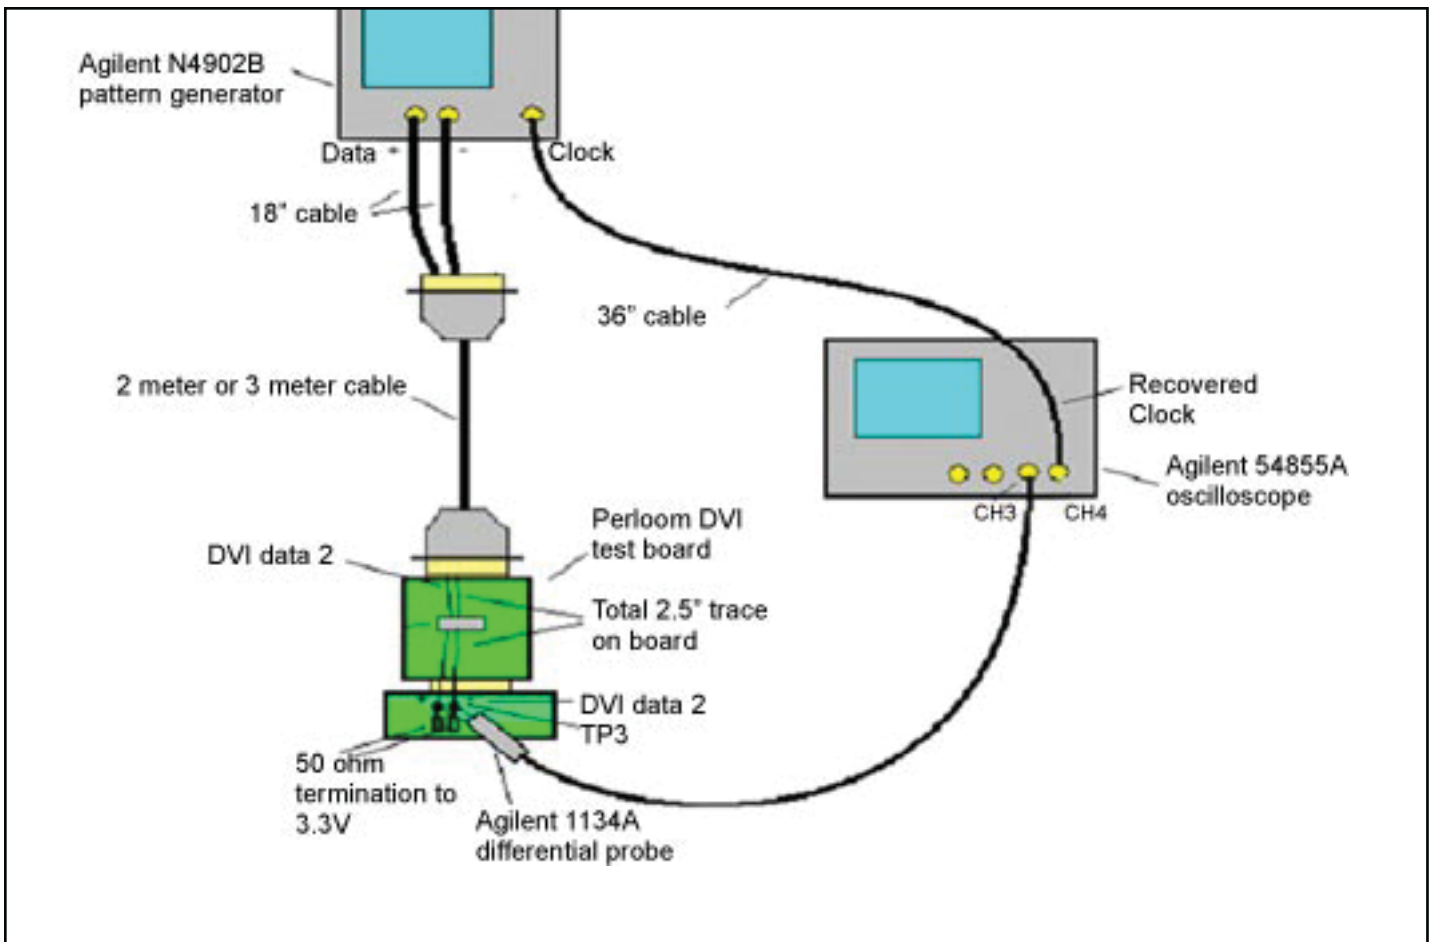 Agilent N4902B
pattern generator
Data + -
Clock
18" cable
36" cable
2 meter or 3 meter cable
Recovered
Clock
Agilent 54855A
oscilloscope
CH3
CH4
Perloom DVI
test board
DVI data 2
Total 2.5" trace
on board
DVI data 2
TP3
50 ohm
termination to
3.3V
Agilent 1134A
differential probe